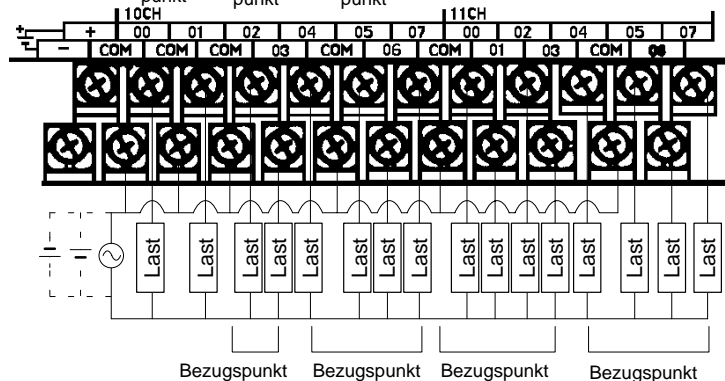 punkt punkt punkt
10CH 11CH
+ 00 01 02 04 05 07 00 02 04 05 07
− COM COM COM 03 COM 06 COM 01 03 COM
Last Last Last Last Last Last Last Last Last Last Last Last Last Last
Bezugspunkt Bezugspunkt Bezugspunkt Bezugspunkt